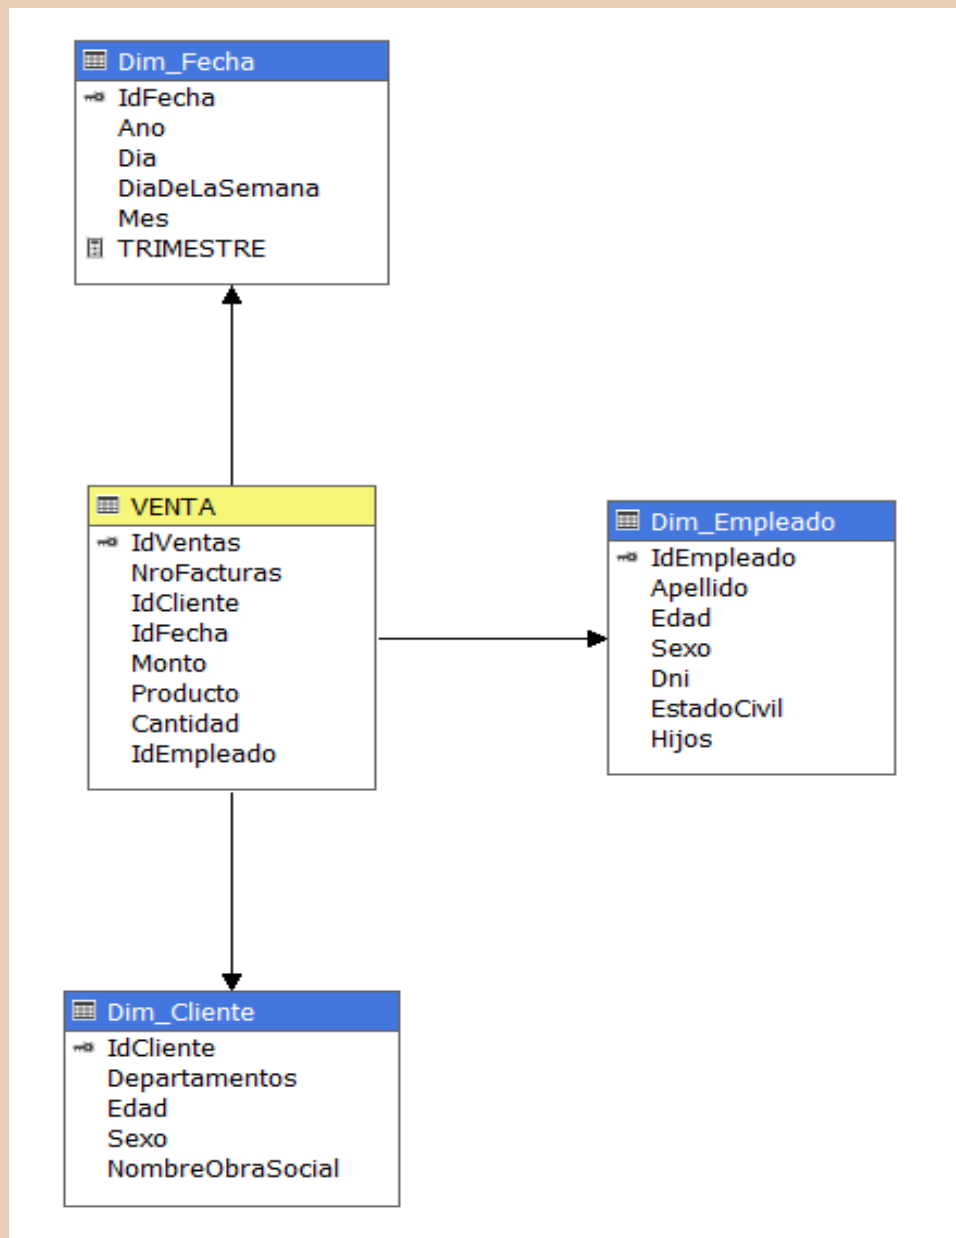 Dim_Fecha
IdFecha
Ano
Dia
DiaDeLaSemana
Mes
TRIMESTRE
VENTA
IdVentas
NroFacturas
IdCliente
IdFecha
Monto
Producto
Cantidad
IdEmpleado
Dim_Empleado
IdEmpleado
Apellido
Edad
Sexo
Dni
EstadoCivil
Hijos
Dim_Cliente
IdCliente
Departamentos
Edad
Sexo
NombreObraSocial